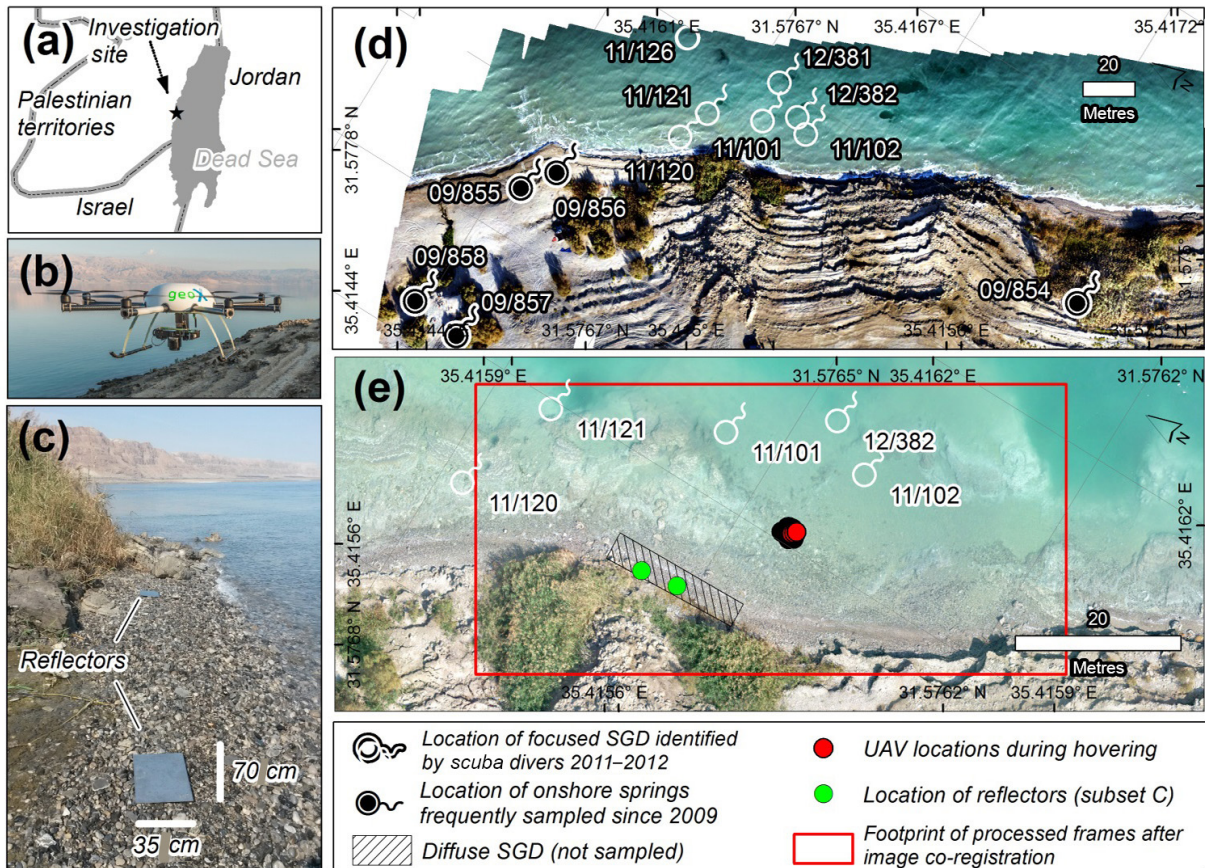 (a)
Investigation
site
Jordan
Palestinian
territories
Dead Sea
Israel
(b)
geo
(c)
Reflectors
70 cm
35 cm
(d)
35.4161° E
31.5767° N
35.4167° E
35.4172° E
11/126
12/381
20
Metres
N
11/121
12/382
31.5778° N
11/101
11/102
11/120
09/855
09/856
09/858
09/857
09/854
35.4144° E
31.5767° N
35.415° E
35.4156° E
(e)
35.4159° E
31.5765° N
35.4162° E
31.5762° N
N
11/121
11/101
12/382
11/102
11/120
35.4156° E
35.4162° E
31.5768° N
20
Metres
35.4156° E
31.5762° N
35.4159° E
Location of focused SGD identified
by scuba divers 2011–2012
Location of onshore springs
frequently sampled since 2009
Diffuse SGD (not sampled)
UAV locations during hovering
Location of reflectors (subset C)
Footprint of processed frames after
image co-registration